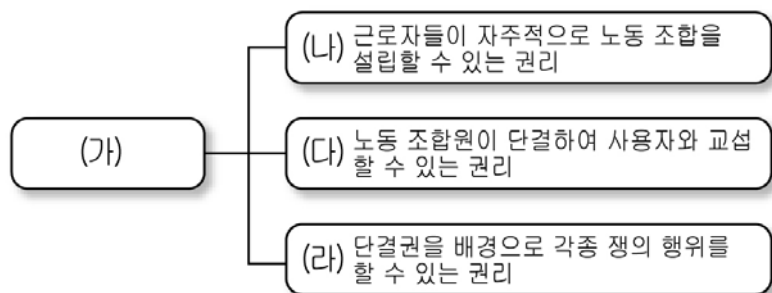 (가)
(나) 근로자들이 자주적으로 노동 조합을
설립할 수 있는 권리
(다) 노동 조합원이 단결하여 사용자와 교섭
할 수 있는 권리
(라) 단결권을 배경으로 각종 쟁의 행위를
할 수 있는 권리